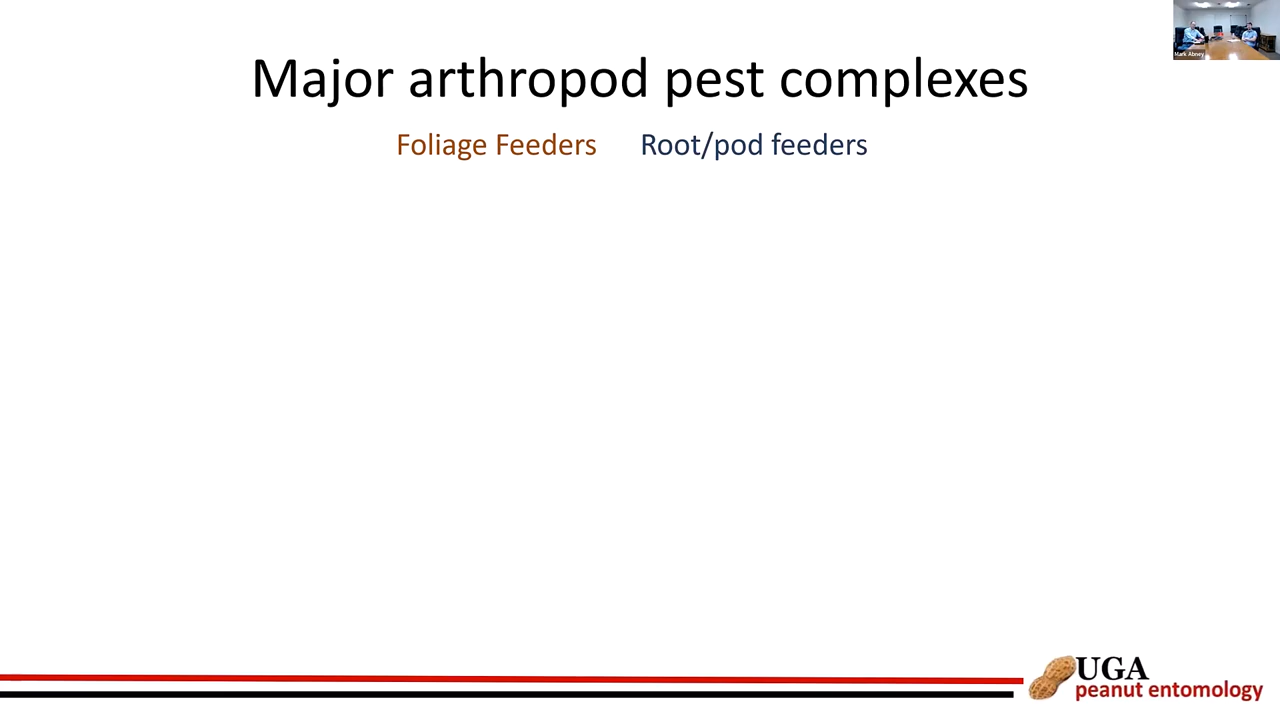 Major arthropod pest complexes
Foliage Feeders Root/pod feeders
Mark Abney
UGA
peanut entomology